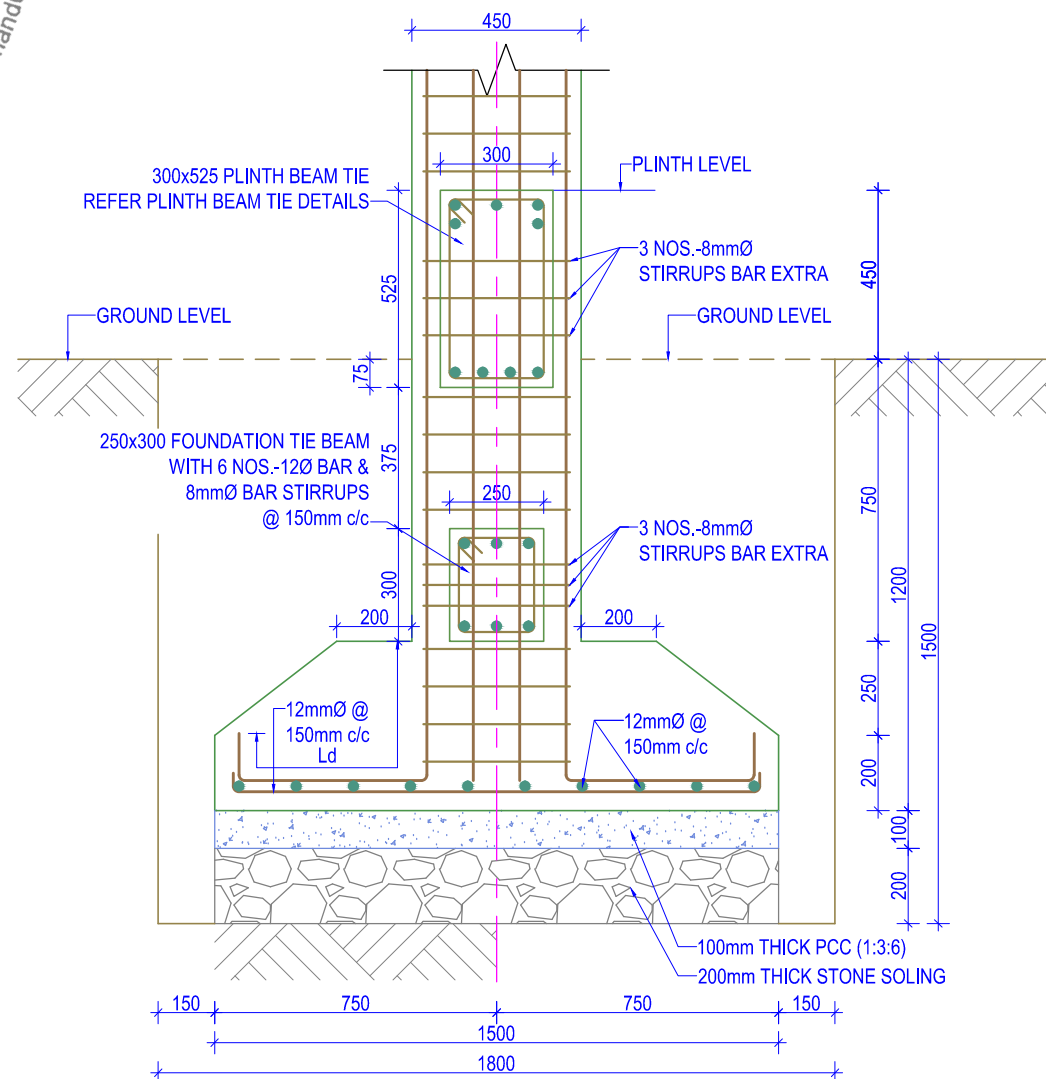 450
300
300x525 PLINTH BEAM TIE
REFER PLINTH BEAM TIE DETAILS
PLINTH LEVEL
3 NOS.-8mmØ
STIRRUPS BAR EXTRA
525
450
GROUND LEVEL
GROUND LEVEL
75
250x300 FOUNDATION TIE BEAM
WITH 6 NOS.-12Ø BAR &
8mmØ BAR STIRRUPS
@ 150mm c/c
375
250
3 NOS.-8mmØ
STIRRUPS BAR EXTRA
750
300
1200
1500
200
200
250
12mmØ @
150mm c/c
Ld
12mmØ @
150mm c/c
200
100
200
100mm THICK PCC (1:3:6)
200mm THICK STONE SOLING
150
750
750
150
1500
1800